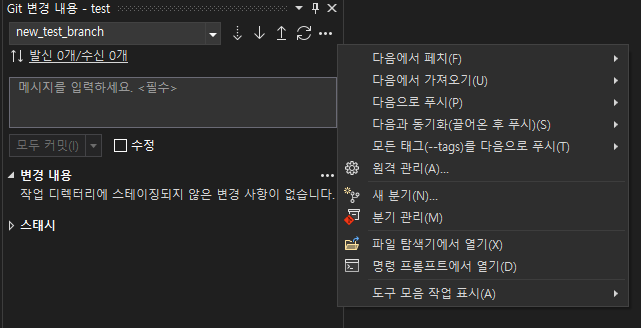 Git 변경 내용 - test
new_test_branch
발신 0개/수신 0개
메시지를 입력하세요. <필수>
모두 커밋(I)
수정
변경 내용
작업 디렉터리에 스테이징되지 않은 변경 사항이 없습니다.
스태시
다음에서 페치(F)
다음에서 가져오기(U)
다음으로 푸시(P)
다음과 동기화(끌어온 후 푸시)(S)
모든 태그(--tags)를 다음으로 푸시(T)
원격 관리(A)...
새 분기(N)...
분기 관리(M)
파일 탐색기에서 열기(X)
명령 프롬프트에서 열기(D)
도구 모음 작업 표시(A)